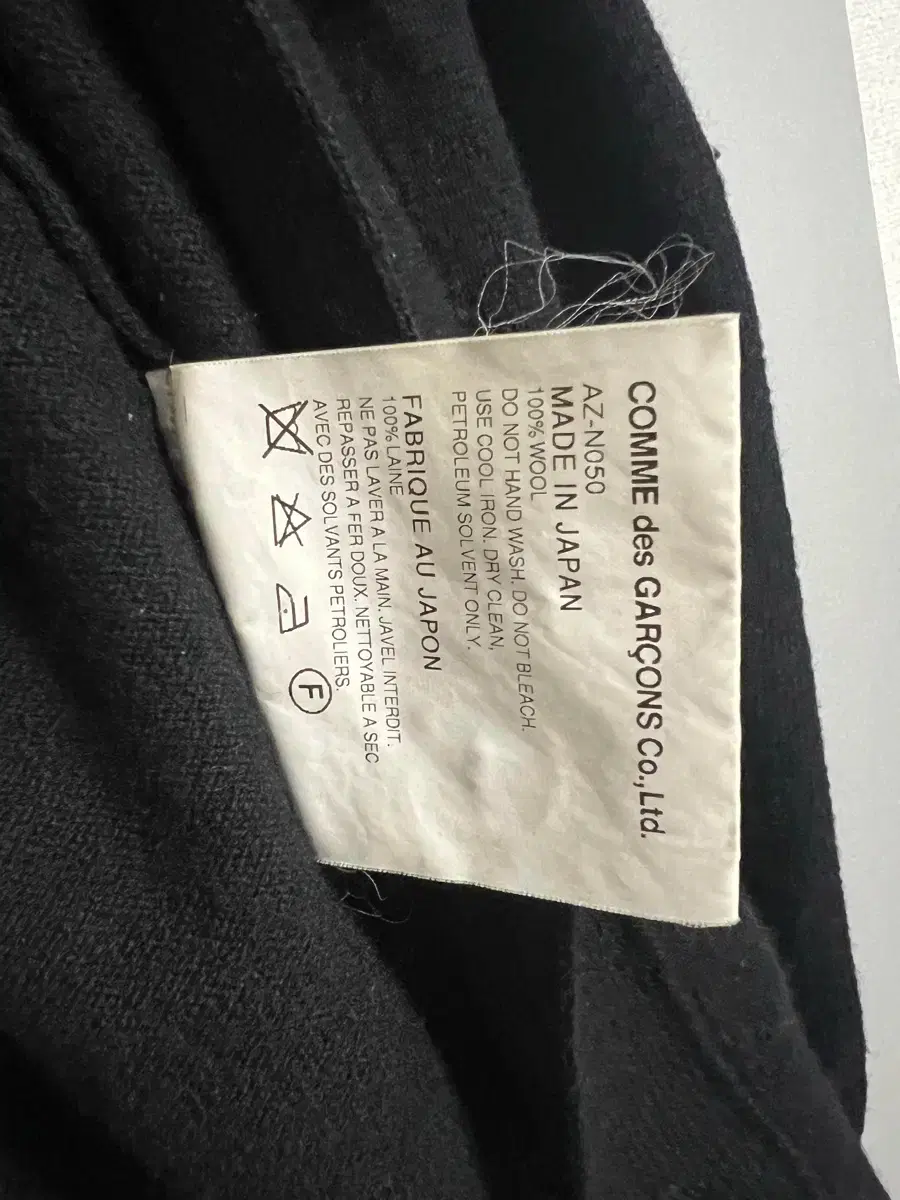 COMME des GARÇONS Co.,Ltd.
AZ-N050
MADE IN JAPAN
100% WOOL
DO NOT HAND WASH. DO NOT BLEACH.
USE COOL IRON. DRY CLEAN,
PETROLEUM SOLVENT ONLY.
FABRIQUE AU JAPON
100% LAINE
NE PAS LAVER A LA MAIN. JAVEL INTERDIT.
REPASSER A FER DOUX. NETTOYABLE A SEC
AVEC DES SOLVANTS PETROLIERS.
F